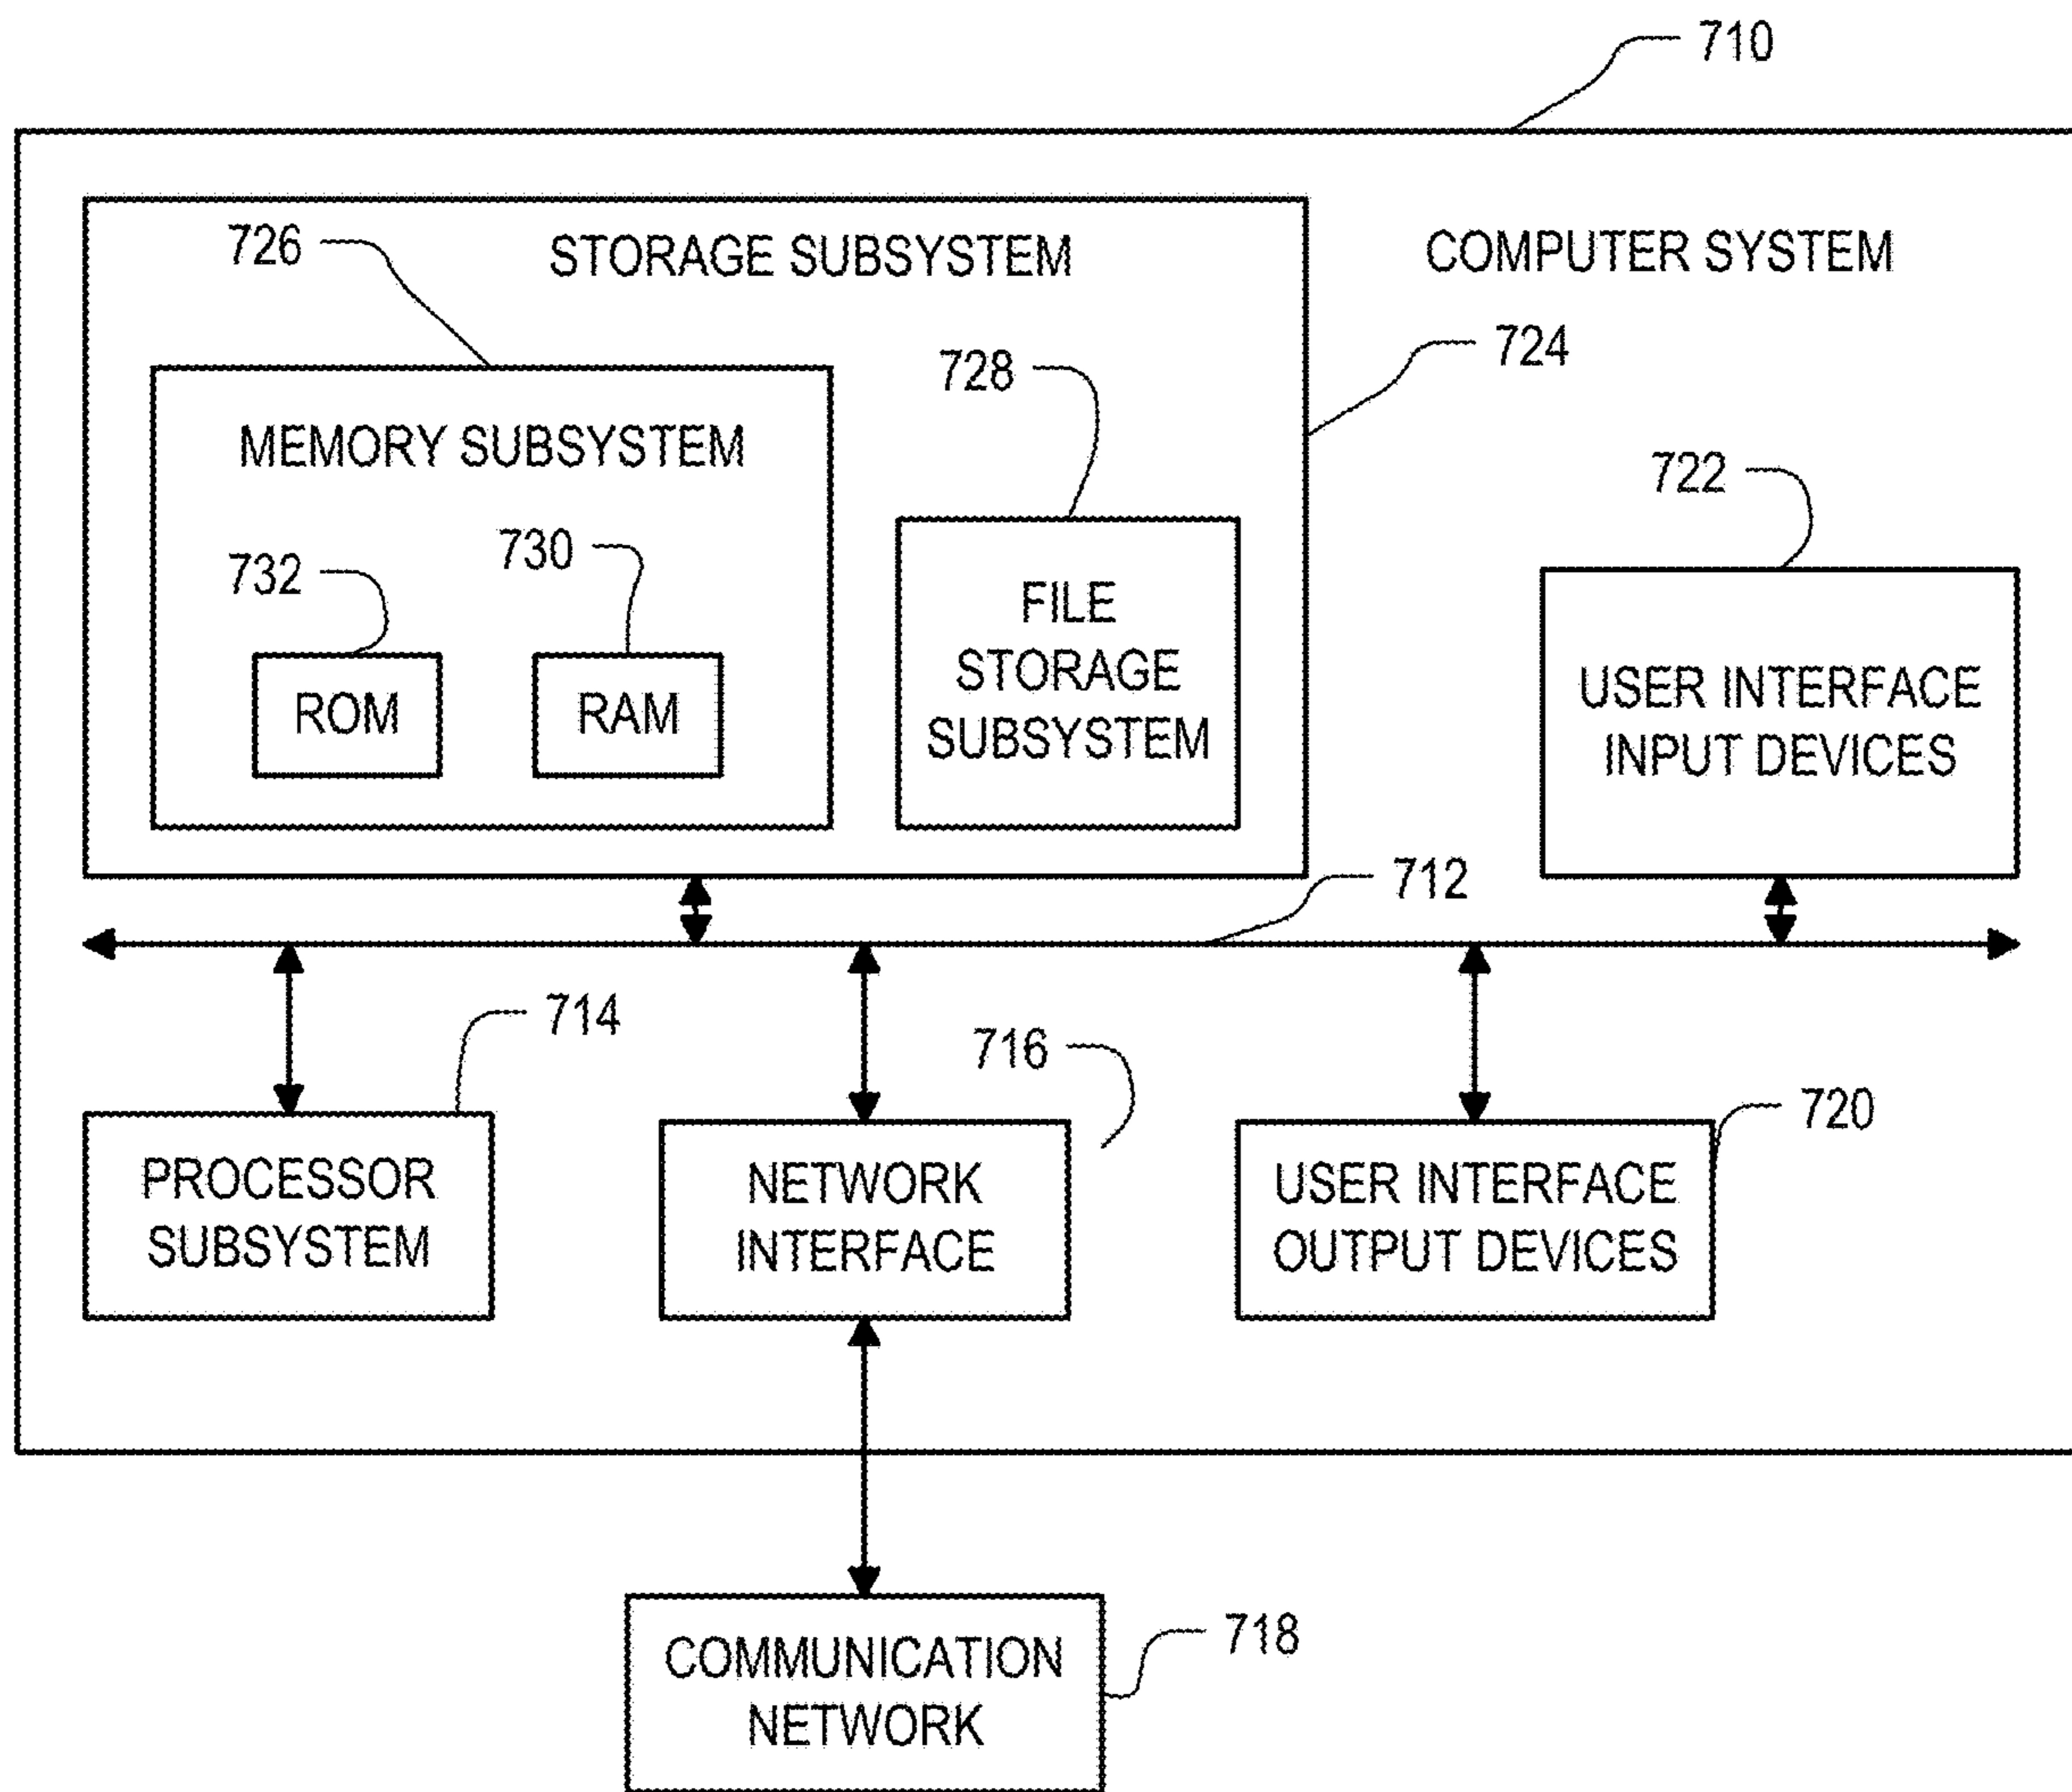 710
726
STORAGE SUBSYSTEM
COMPUTER SYSTEM
724
728
MEMORY SUBSYSTEM
722
732
730
FILE
STORAGE
SUBSYSTEM
ROM
RAM
USER INTERFACE
INPUT DEVICES
712
714
716
720
PROCESSOR
SUBSYSTEM
NETWORK
INTERFACE
USER INTERFACE
OUTPUT DEVICES
718
COMMUNICATION
NETWORK